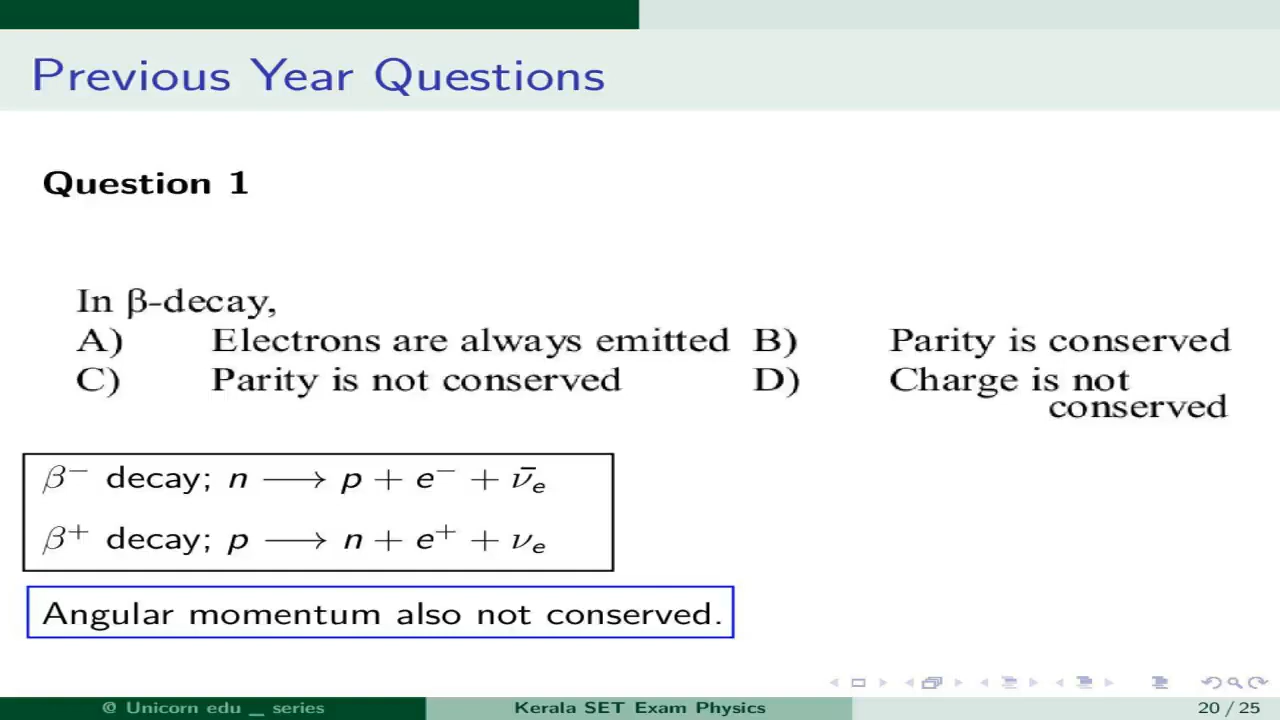 Previous Year Questions
Question 1
In β-decay,
A) Electrons are always emitted B) Parity is conserved
C) Parity is not conserved D) Charge is not
conserved
β⁻ decay; n ⟶ p + e⁻ + ν̄ₑ
β⁺ decay; p ⟶ n + e⁺ + νₑ
Angular momentum also not conserved.
@ Unicorn edu _ series Kerala SET Exam Physics 20 / 25